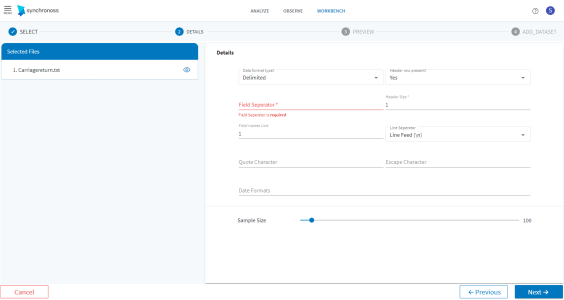 MENU
synchronoss
ANALYZE OBSERVE WORKBENCH
S
SELECT
2 DETAILS
3 PREVIEW
4 ADD_DATASET
Selected Files
1. Carriagereturn.txt
Details
Data format type*
Delimited
Header row present*
Yes
Field Seperator *
Field Seperator is required
Header Size *
1
Field Names Line
1
Line Seperator
Line Feed (\n)
Quote Character
Escape Character
Date Formats
Sample Size
100
Cancel
← Previous
Next →